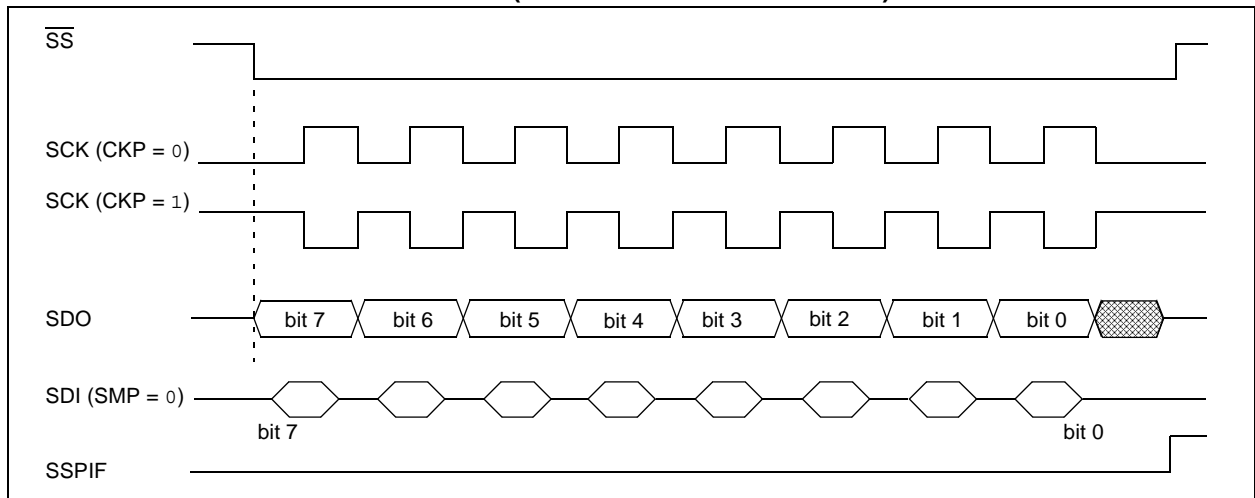 SS
SCK (CKP = 0)
SCK (CKP = 1)
SDO bit 7 bit 6 bit 5 bit 4 bit 3 bit 2 bit 1 bit 0
SDI (SMP = 0)
bit 7 bit 0
SSPIF